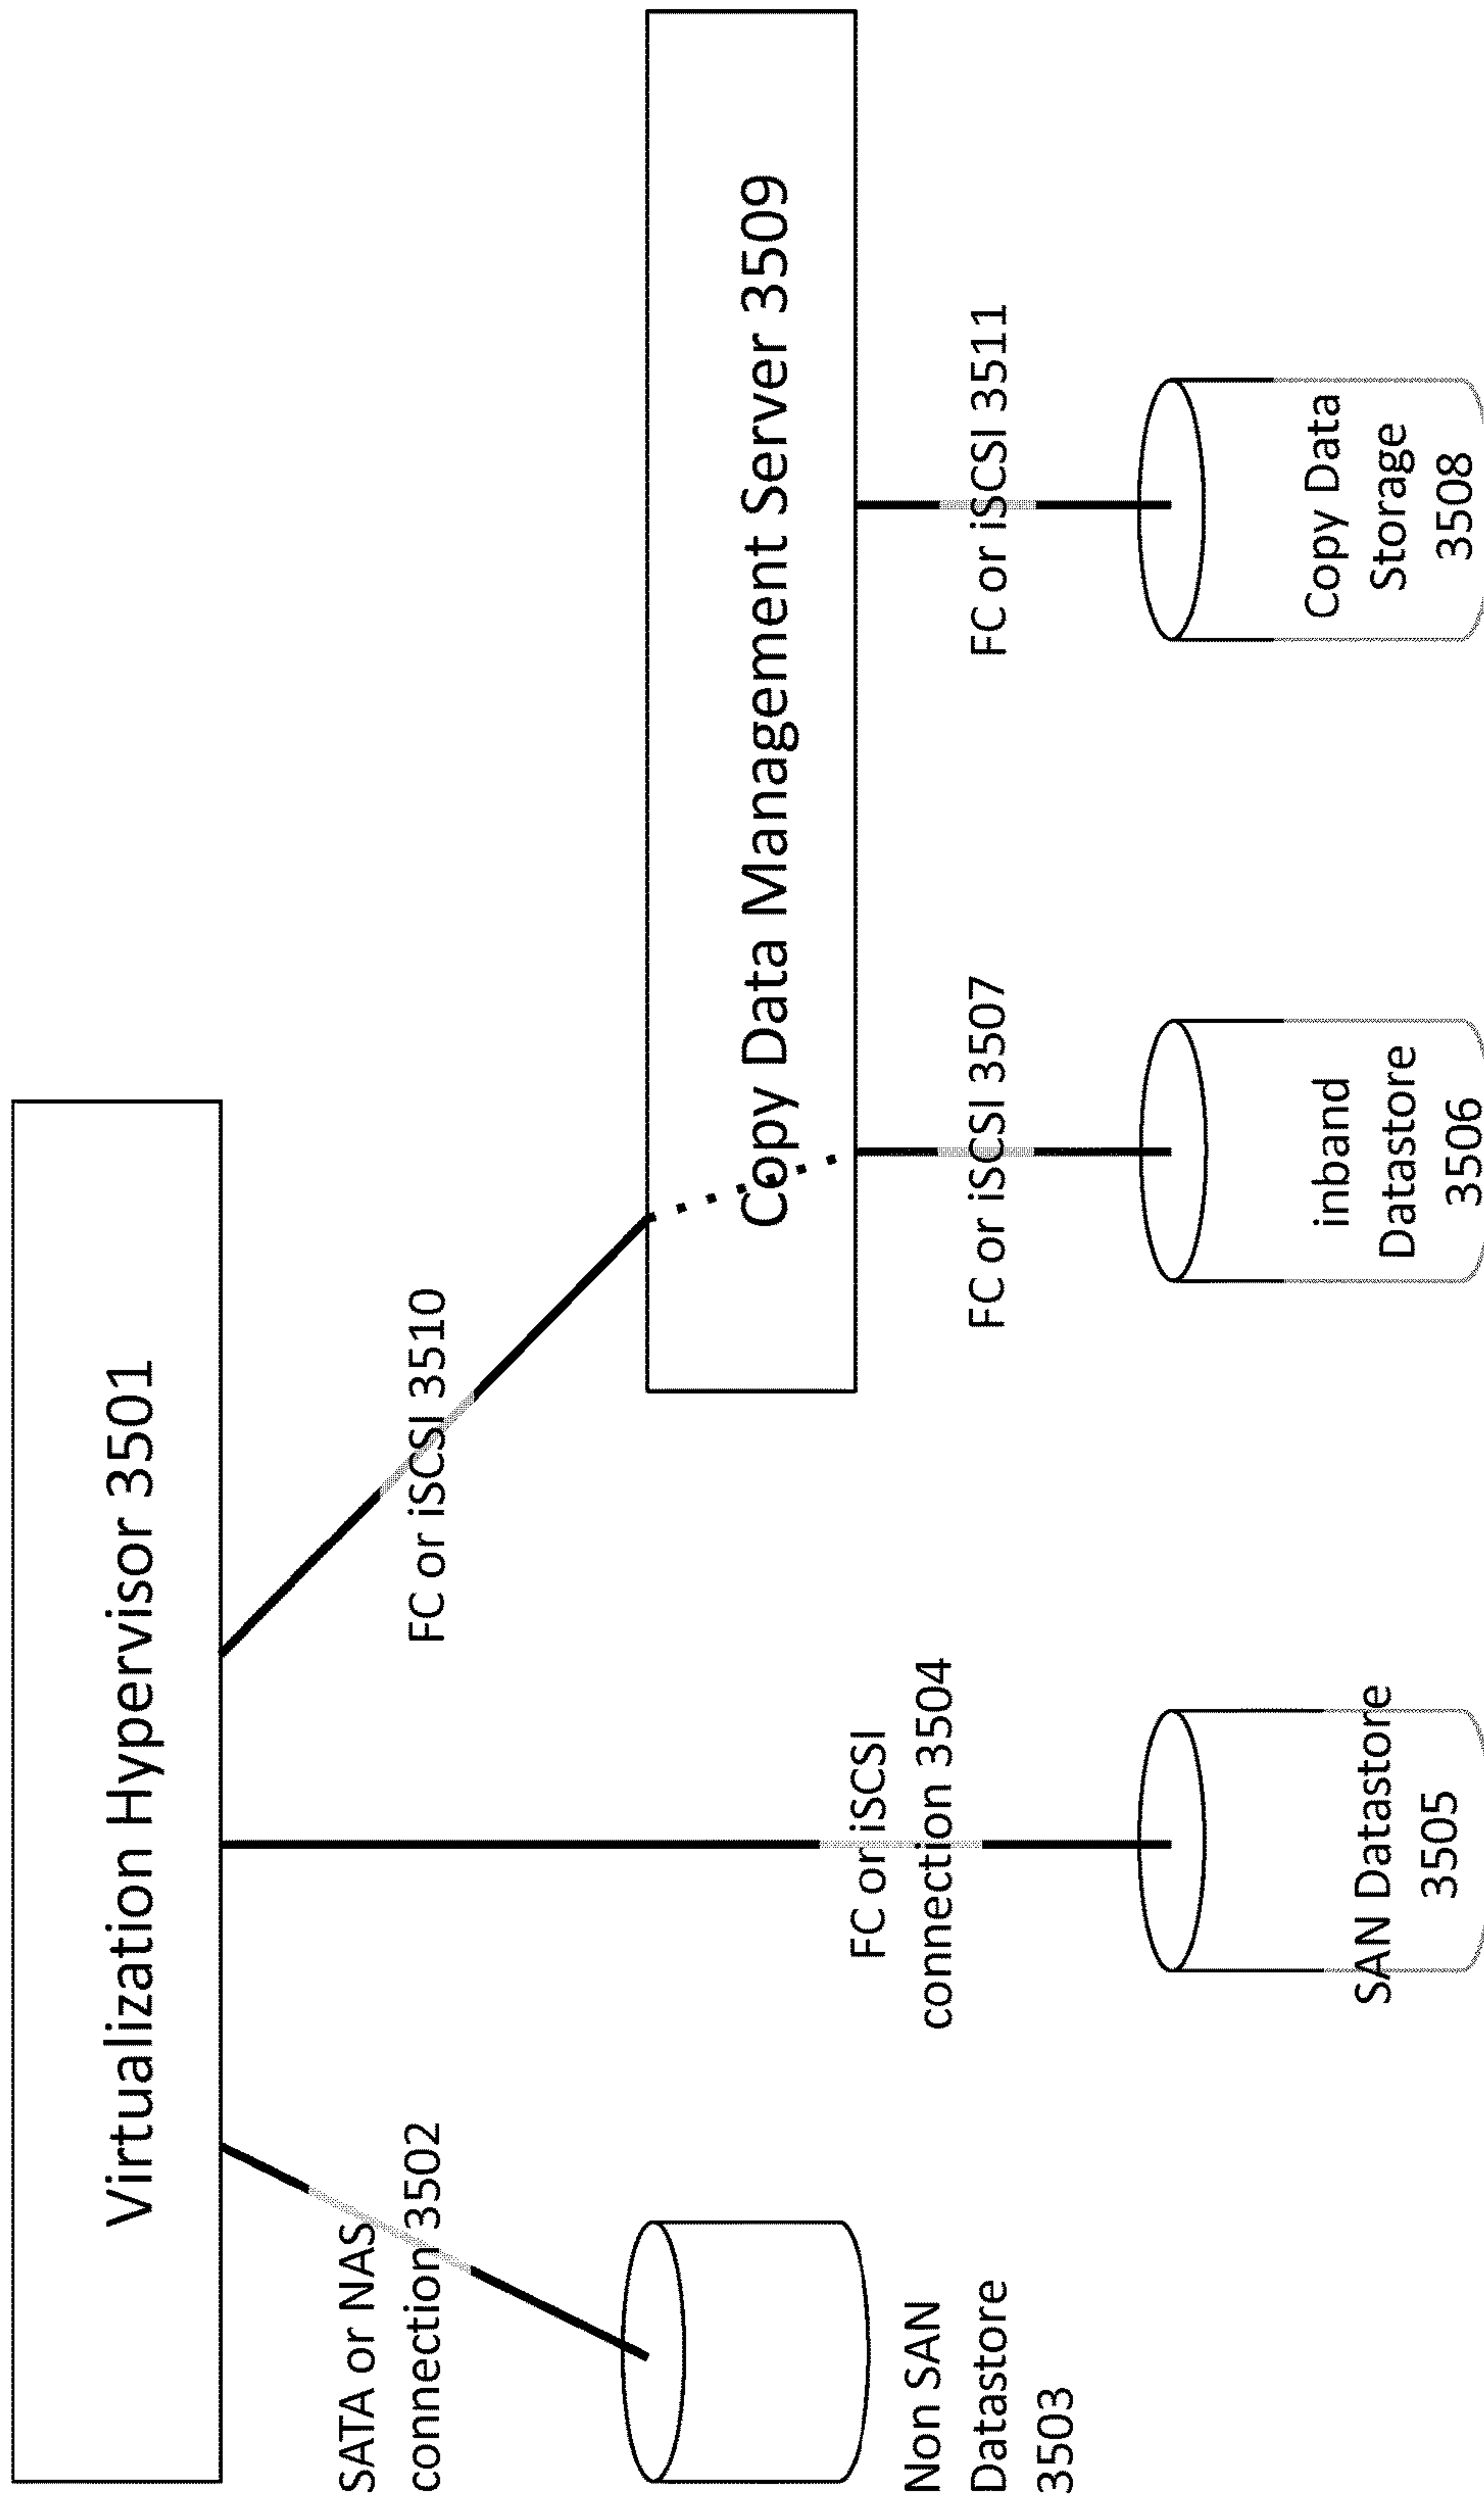 Virtualization Hypervisor 3501
SATA or NAS
connection 3502
FC or iSCSI 3510
Non SAN
Datastore
3503
FC or iSCSI
connection 3504
Copy Data Management Server 3509
FC or iSCSI 3507
FC or iSCSI 3511
SAN Datastore
3505
inband
Datastore
3506
Copy Data
Storage
3508